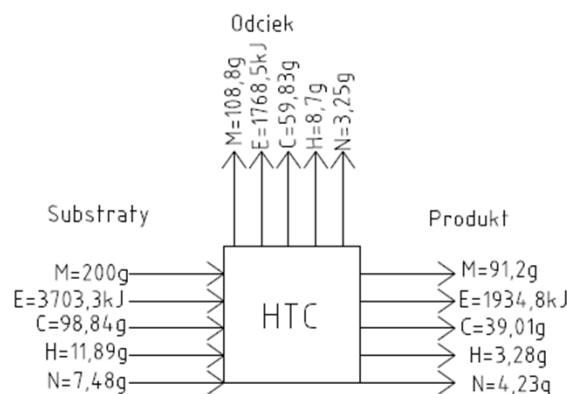 Odciek
M=108,8g
E=1768,5kJ
C=59,83g
H=8,7g
N=3,25g
Substraty
Produkt
M=200g
E=3703,3kJ
C=98,84g
H=11,89g
N=7,48g
HTC
M=91,2g
E=1934,8kJ
C=39,01g
H=3,28g
N=4,23g